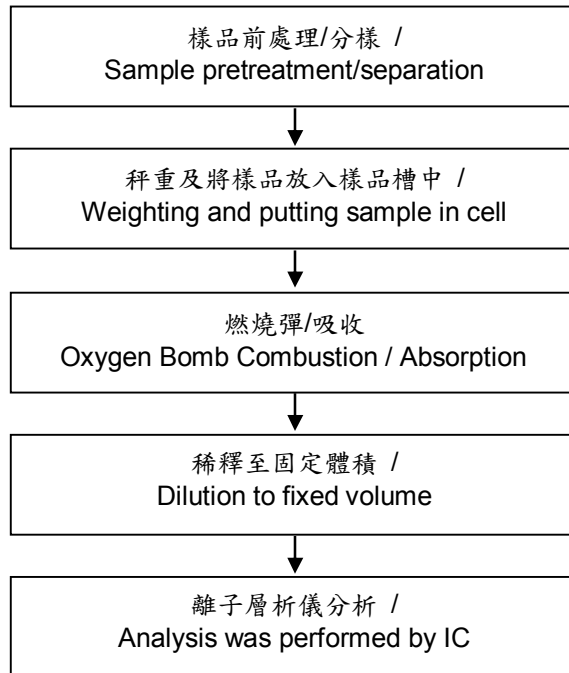 樣品前處理/分樣 /
Sample pretreatment/separation
秤重及將樣品放入樣品槽中 /
Weighting and putting sample in cell
燃燒彈/吸收
Oxygen Bomb Combustion / Absorption
稀釋至固定體積 /
Dilution to fixed volume
離子層析儀分析 /
Analysis was performed by IC